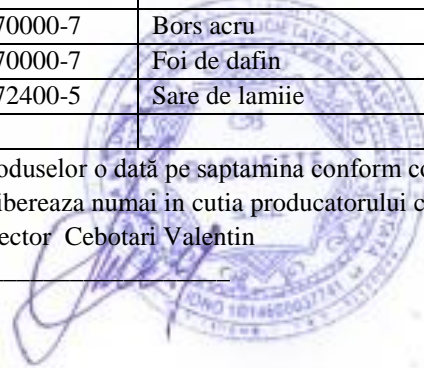 70000-7 Bors acru
70000-7 Foi de dafin
72400-5 Sare de lamiie
oduselor o dată pe saptamina conform co
ibereaza numai in cutia producatorului c
ector Cebotari Valentin
IDNO